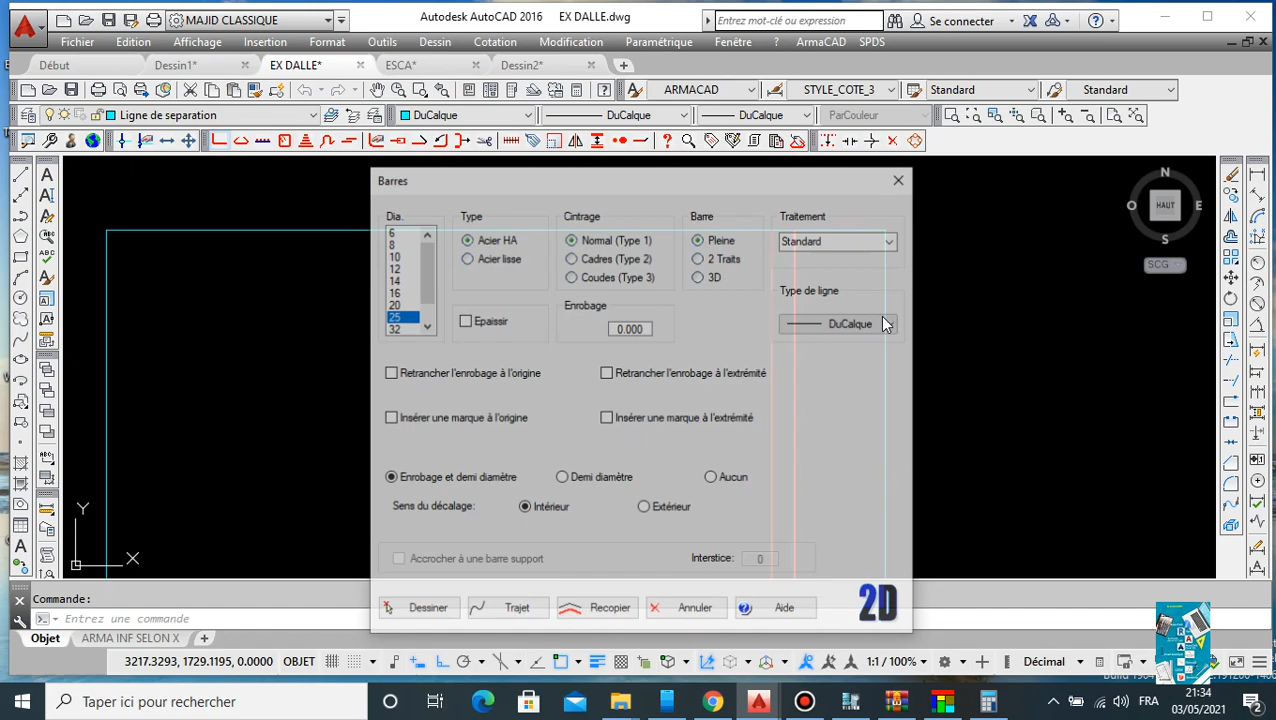 MAJID CLASSIQUE
Autodesk AutoCAD 2016 EX DALLE.dwg
Entrez mot-clé ou expression
Se connecter
Fichier Edition Affichage Insertion Format Outils Dessin Cotation Modification Paramétrique Fenêtre ? ArmaCAD SPDS
Début Dessin1* EX DALLE* ESCA* Dessin2*
ARMACAD STYLE_COTE_3 Standard Standard
Ligne de separation DuCalque DuCalque DuCalque ParCouleur
N
O HAUT E
S
SCG
Barres
Dia. Type Cintrage Barre Traitement
6
8
10
12
14
16
20
25
32
Acier HA
Acier lisse
Epaissir
Normal (Type 1)
Cadres (Type 2)
Coudes (Type 3)
Enrobage
0.000
Pleine
2 Traits
3D
Standard
Type de ligne
DuCalque
Retrancher l'enrobage à l'origine Retrancher l'enrobage à l'extrémité
Insérer une marque à l'origine Insérer une marque à l'extrémité
Enrobage et demi diamètre Demi diamètre Aucun
Sens du décalage: Intérieur Extérieur
Accrocher à une barre support Interstice: 0
Dessiner Trajet Recopier Annuler Aide 2D
Y
X
Commande:
Entrez une commande
Objet ARMA INF SELON X
3217.3293, 1729.1195, 0.0000 OBJET 1:1 / 100% Décimal
Taper ici pour rechercher
FRA
21:34
03/05/2021
2